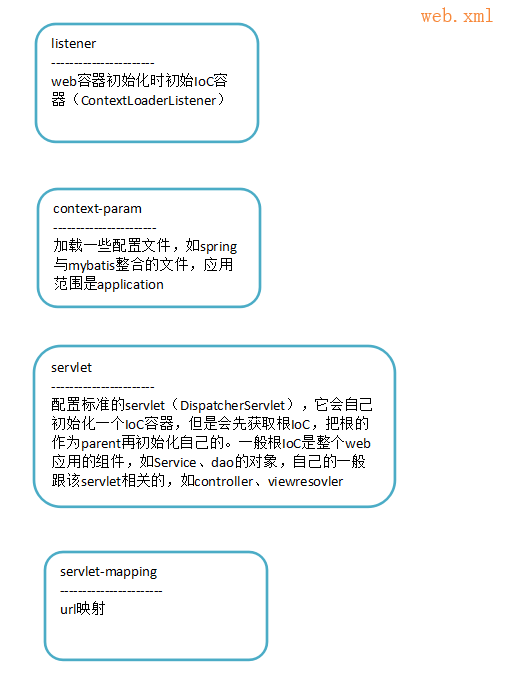 web.xml
listener
-----------------------
web容器初始化时初始IoC容
器（ContextLoaderListener）
context-param
-----------------------
加载一些配置文件，如spring
与mybatis整合的文件，应用
范围是application
servlet
-----------------------
配置标准的servlet（DispatcherServlet），它会自己
初始化一个IoC容器，但是会先获取根IoC，把根的
作为parent再初始化自己的。一般根IoC是整个web
应用的组件，如Service、dao的对象，自己的一般
跟该servlet相关的，如controller、viewresovler
servlet-mapping
-----------------------
url映射